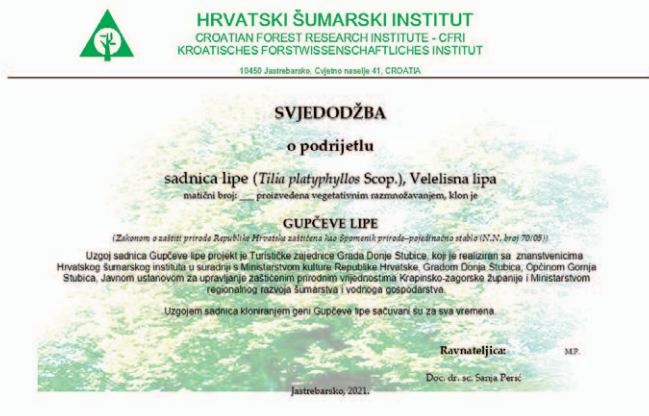 HRVATSKI ŠUMARSKI INSTITUT
CROATIAN FOREST RESEARCH INSTITUTE - CFRI
KROATISCHES FORSTWISSENSCHAFTLICHES INSTITUT
10450 Jastrebarsko, Cvjetno naselje 41, CROATIA
SVJEDODŽBA
o podrijetlu
sadnica lipe (Tilia platyphyllos Scop.), Velelisna lipa
matični broj: ___ proizvedena vegetativnim razmnožavanjem, klon je
GUPČEVE LIPE
(Zakonom o zaštiti prirode Republike Hrvatske zaštićena kao Spomenik prirode-pojedinačno stablo (N.N. broj 70/05))
Uzgoj sadnica Gupčeve lipe projekt je Turističke zajednice Grada Donje Stubice, koji je realiziran sa znanstvenicima
Hrvatskog šumarskog instituta u suradnji s Ministarstvom kulture Republike Hrvatske, Gradom Donja Stubica, Općinom Gornja
Stubica, Javnom ustanovom za upravljanje zaštićenim prirodnim vrijednostima Krapinsko-zagorske županije i Ministarstvom
regionalnog razvoja šumarstva i vodnoga gospodarstva.
Uzgojem sadnica kloniranjem geni Gupčeve lipe sačuvani su za sva vremena.
Ravnateljica: M.P.
Doc. dr. sc. Sanja Perić
Jastrebarsko, 2021.